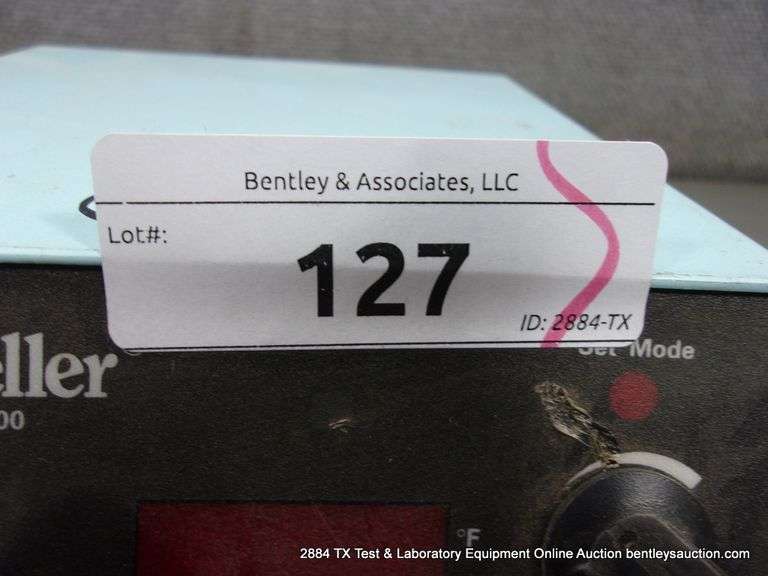 Bentley & Associates, LLC
Lot#:
127
ID: 2884-TX
Set Mode
eller
00
°F
2884 TX Test & Laboratory Equipment Online Auction bentleysauction.com